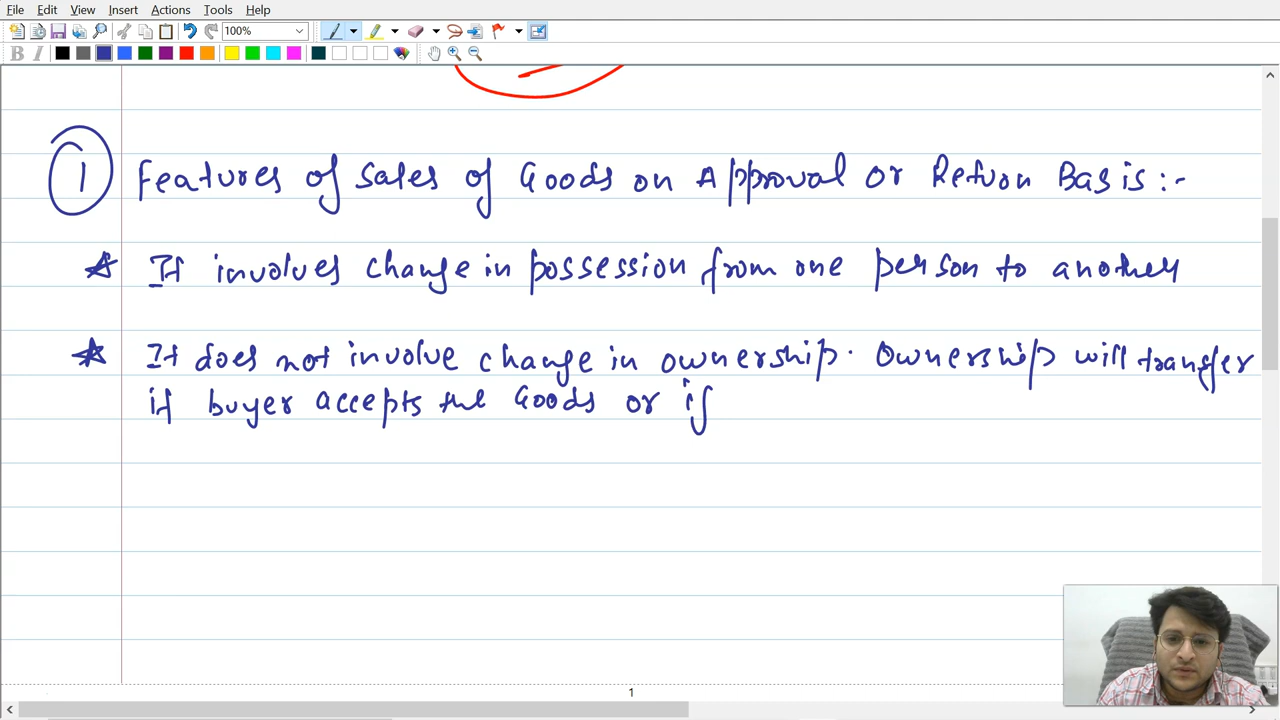 File Edit View Insert Actions Tools Help
100%
B I
1 Features of Sales of Goods on Approval or Return Basis :-
★ It involves change in possession from one person to another
★ It does not involve change in ownership. Ownership will transfer
if buyer accepts the Goods or if
1